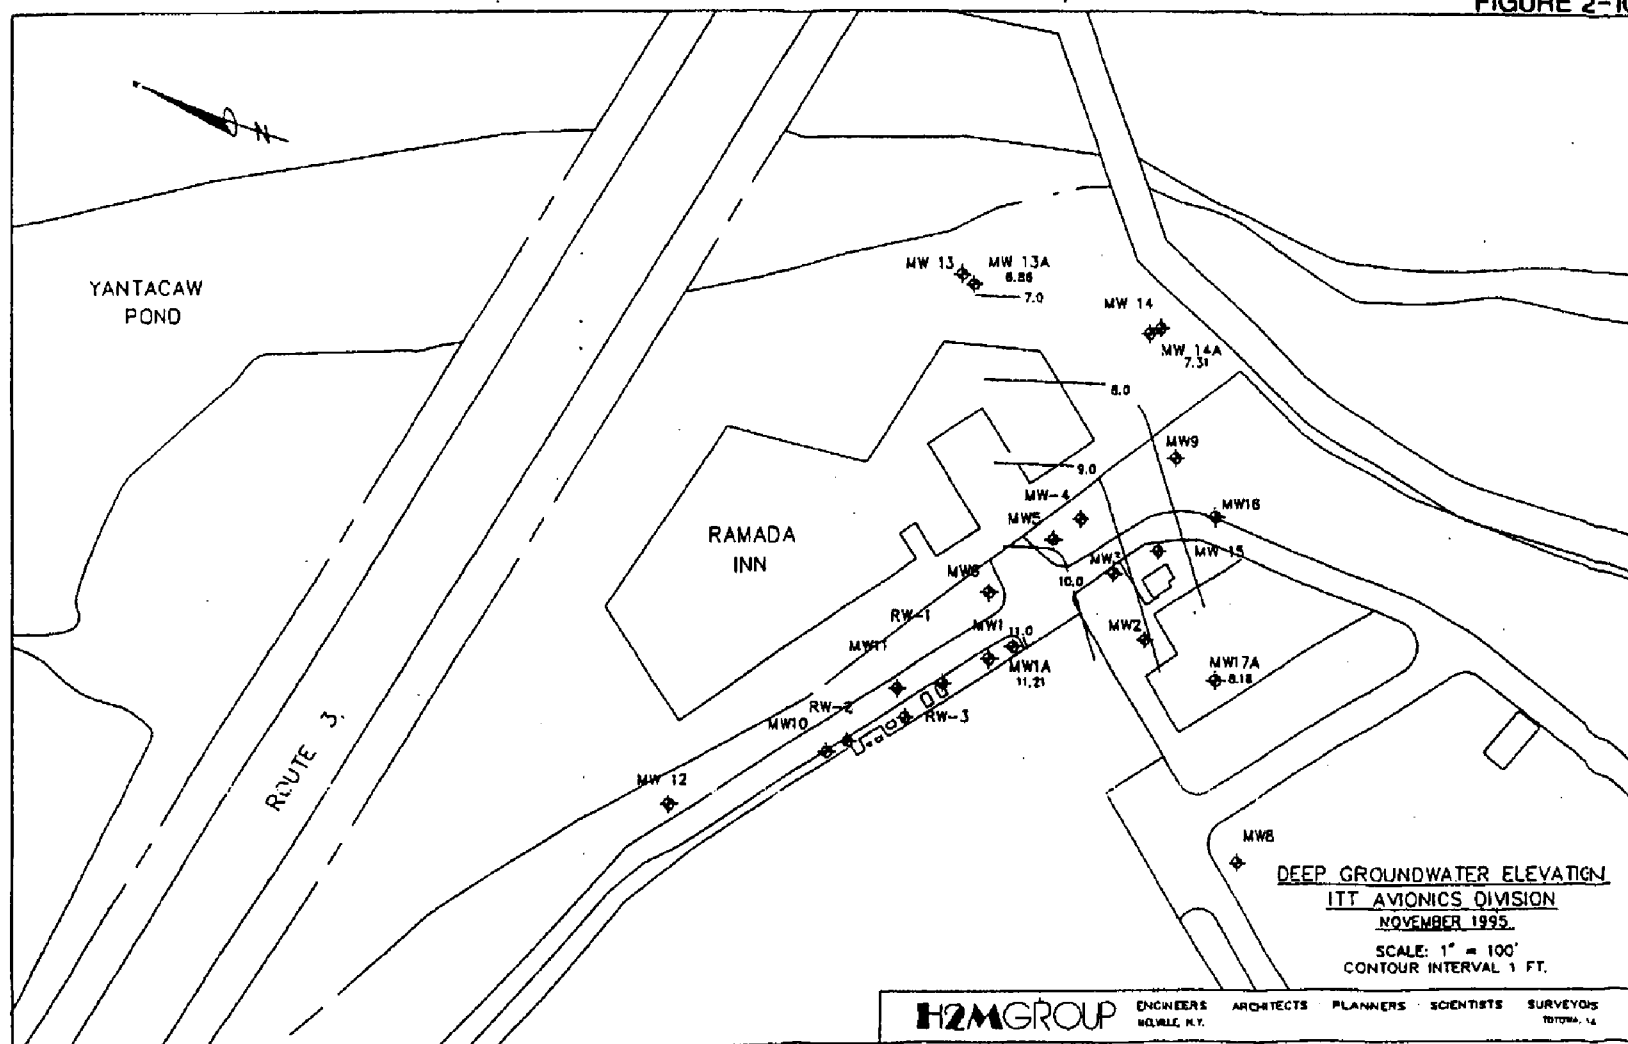 FIGURE 2-10
N
YANTACAW
POND
MW 13
MW 13A
6.86
7.0
MW 14
MW 14A
7.31
8.0
MW9
9.0
MW-4
MW5
MW16
RAMADA
INN
MW3
MW 15
MW6
10.0
RW-1
MW1
11.0
MW2
MW11
MW1A
11.21
MW17A
8.18
RW-2
MW10
RW-3
ROUTE 3
MW 12
MW8
DEEP GROUNDWATER ELEVATION
ITT AVIONICS DIVISION
NOVEMBER 1995
SCALE: 1" = 100'
CONTOUR INTERVAL 1 FT.
H2MGROUP
ENGINEERS ARCHITECTS PLANNERS SCIENTISTS SURVEYORS
MELVILLE, N.Y.